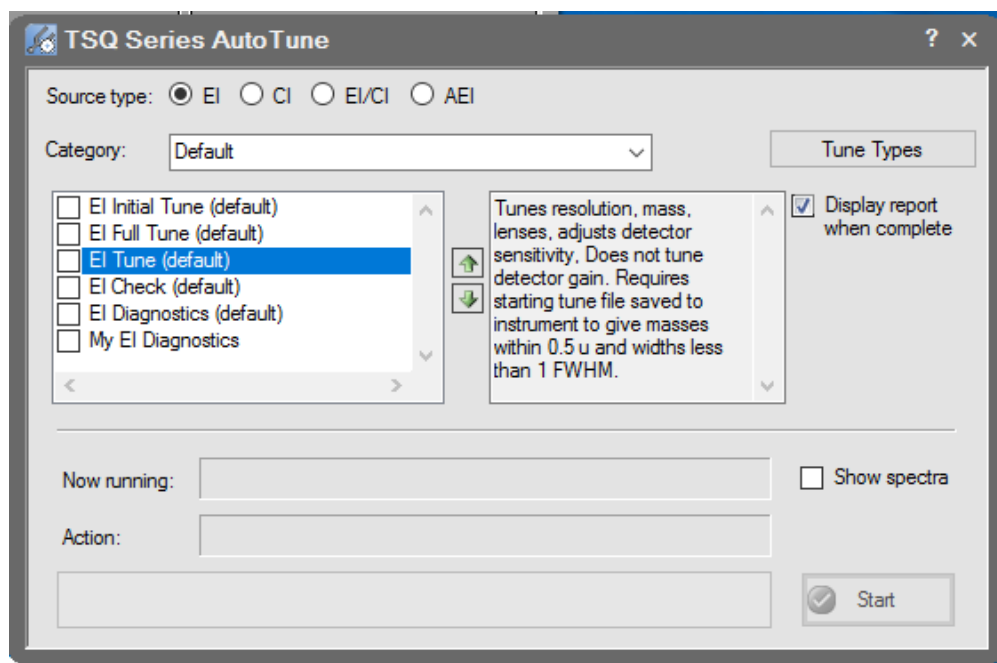 TSQ Series AutoTune
? ×
Source type: EI CI EI/CI AEI
Category: Default
Tune Types
EI Initial Tune (default)
EI Full Tune (default)
EI Tune (default)
EI Check (default)
EI Diagnostics (default)
My EI Diagnostics
Tunes resolution, mass,
lenses, adjusts detector
sensitivity, Does not tune
detector gain. Requires
starting tune file saved to
instrument to give masses
within 0.5 u and widths less
than 1 FWHM.
Display report
when complete
Now running:
Show spectra
Action:
Start